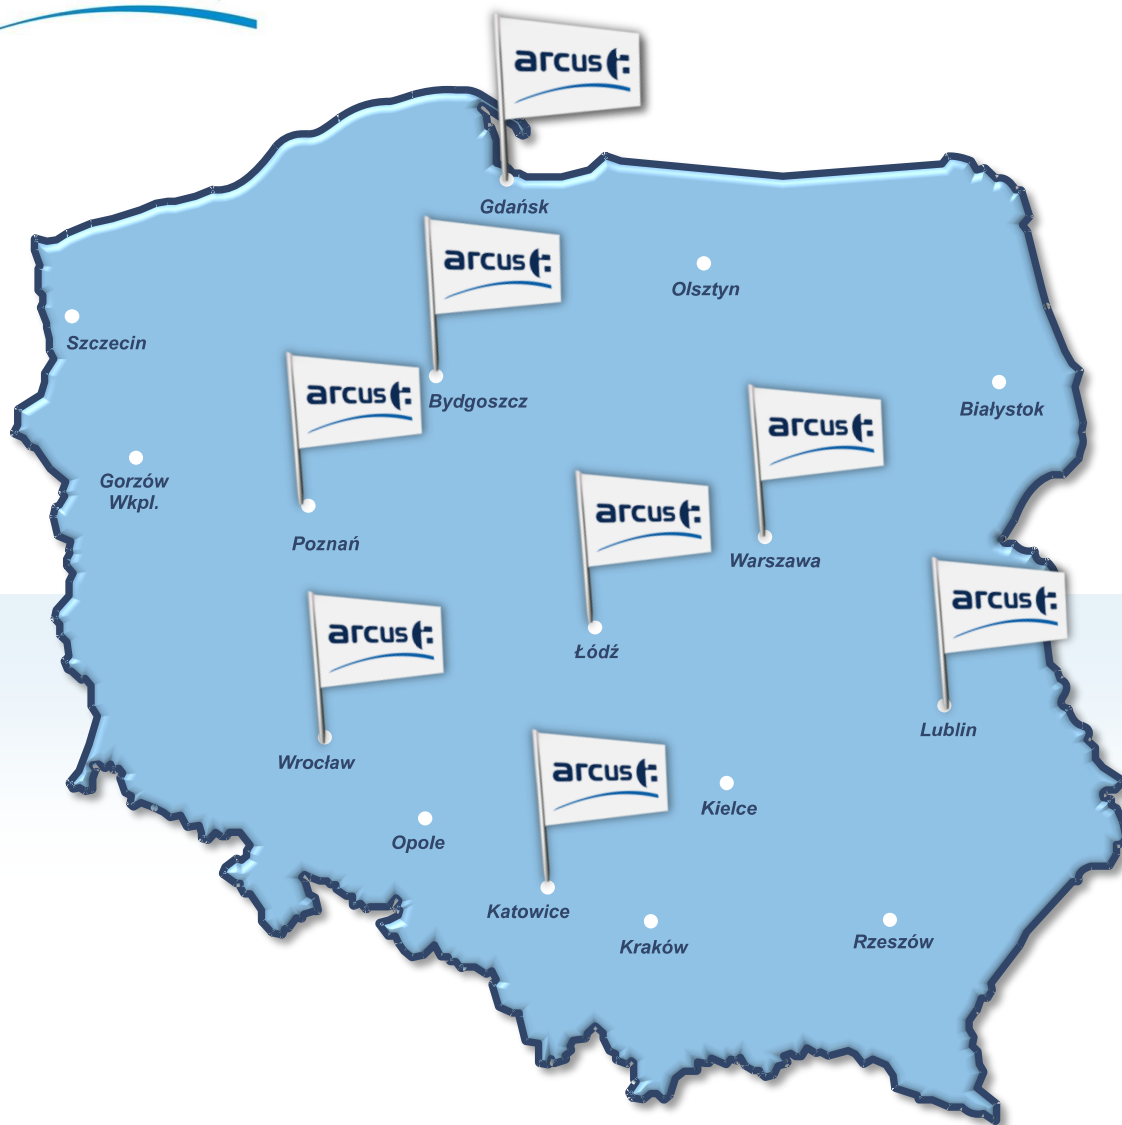 arcus
Gdańsk
arcus
Olsztyn
Szczecin
arcus
Bydgoszcz
Białystok
arcus
Gorzów
Wkpl.
arcus
Poznań
Warszawa
arcus
arcus
Łódź
Lublin
Wrocław
arcus
Kielce
Opole
Katowice
Kraków
Rzeszów